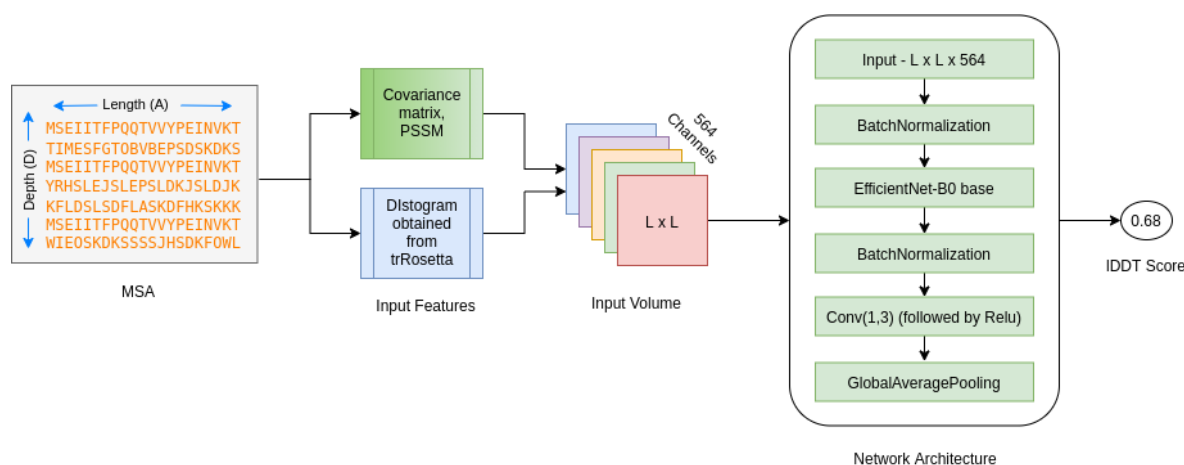 Length (A)
Depth (D)
MSEIITFPQQTVVYPEINVKT
TIMESFGTOBVBEPSDSKDKS
MSEIITFPQQTVVYPEINVKT
YRHSLEJSLEPSLDKJSLDJK
KFLDSLSDFLASKDFHKSKKK
MSEIITFPQQTVVYPEINVKT
WIEOSKDKSSSSJHSDKFOWL
MSA
Covariance
matrix,
PSSM
DIstogram
obtained
from
trRosetta
Input Features
564
Channels
L x L
Input Volume
Input - L x L x 564
BatchNormalization
EfficientNet-B0 base
BatchNormalization
Conv(1,3) (followed by Relu)
GlobalAveragePooling
Network Architecture
0.68
lDDT Score